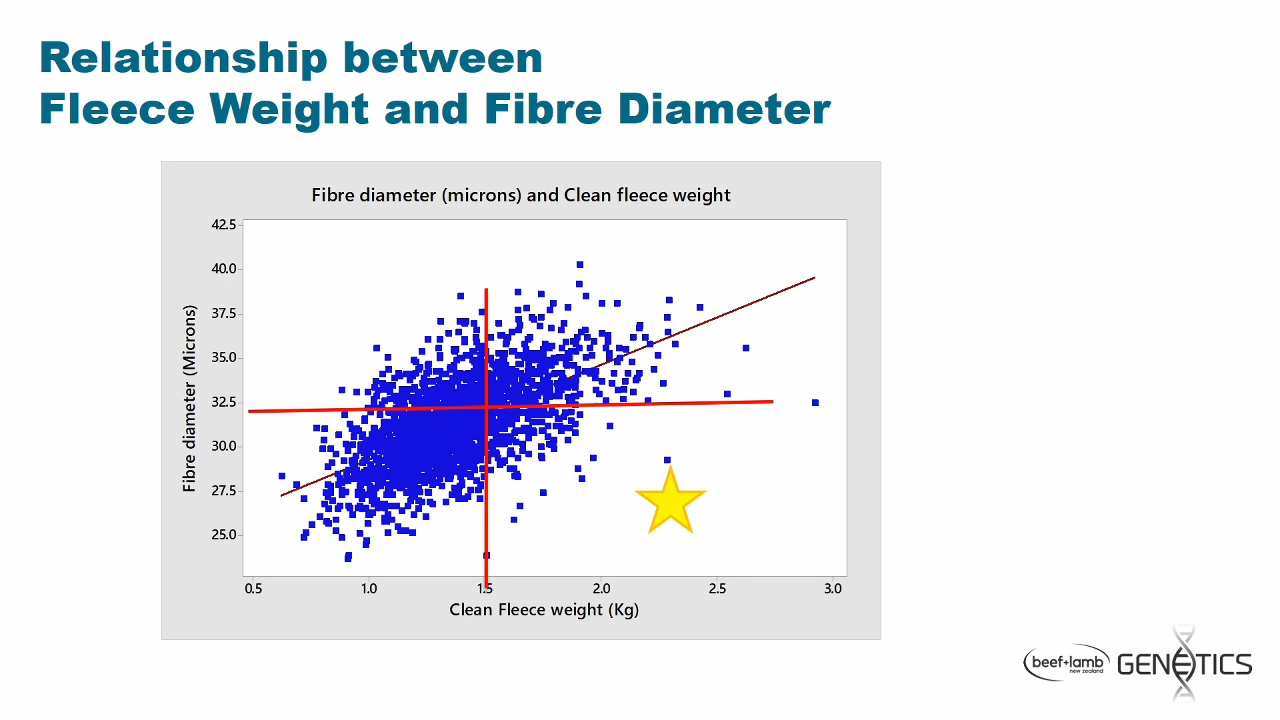 Relationship between
Fleece Weight and Fibre Diameter
Fibre diameter (microns) and Clean fleece weight
42.5
40.0
37.5
35.0
32.5
30.0
27.5
25.0
Fibre diameter (Microns)
0.5 1.0 1.5 2.0 2.5 3.0
Clean Fleece weight (Kg)
beef+lamb GENETICS
new zealand